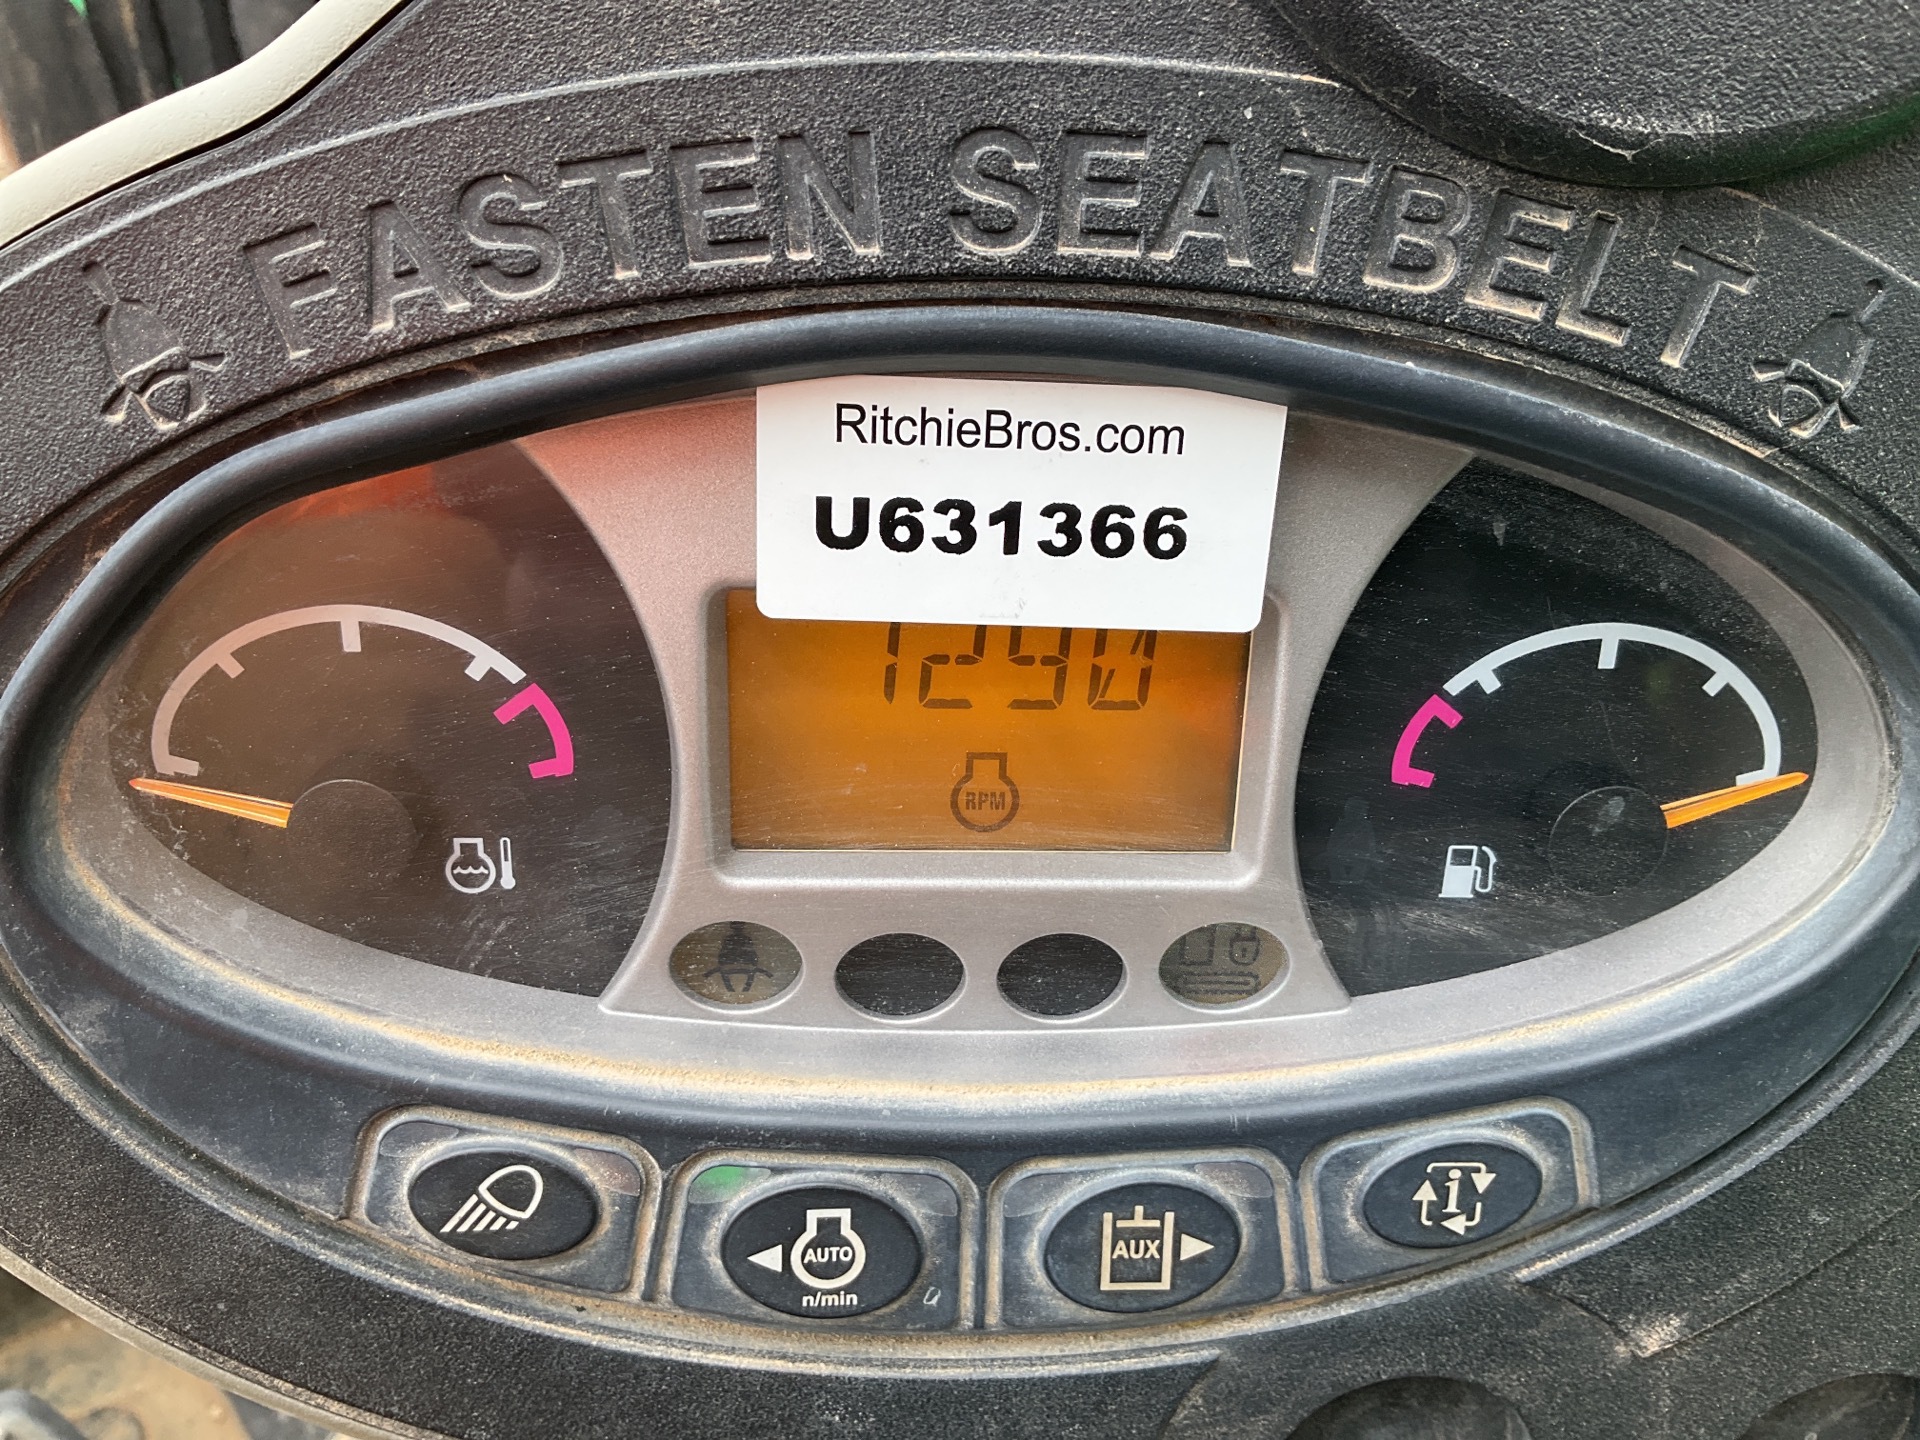 FASTEN SEATBELT
RitchieBros.com
U631366
1290
RPM
AUTO
n/min
AUX
i